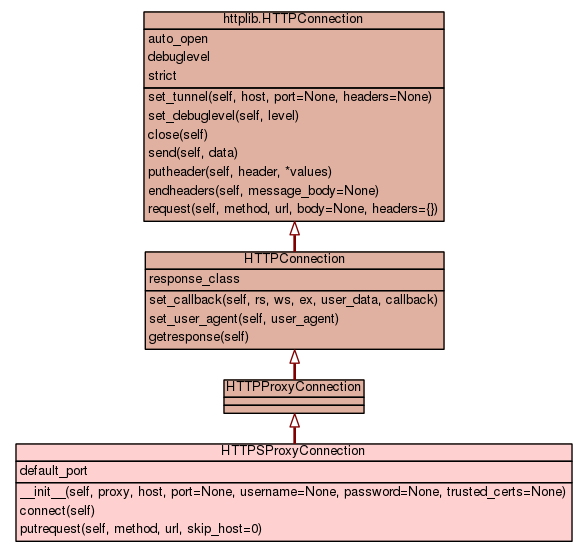 httplib.HTTPConnection
auto_open
debuglevel
strict
set_tunnel(self, host, port=None, headers=None)
set_debuglevel(self, level)
close(self)
send(self, data)
putheader(self, header, *values)
endheaders(self, message_body=None)
request(self, method, url, body=None, headers={})
HTTPConnection
response_class
set_callback(self, rs, ws, ex, user_data, callback)
set_user_agent(self, user_agent)
getresponse(self)
HTTPProxyConnection
HTTPSProxyConnection
default_port
__init__(self, proxy, host, port=None, username=None, password=None, trusted_certs=None)
connect(self)
putrequest(self, method, url, skip_host=0)